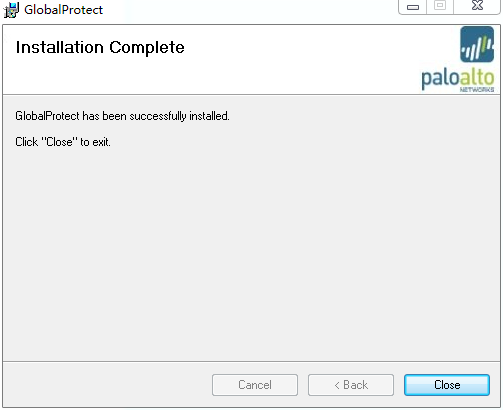 GlobalProtect
Installation Complete
paloalto
NETWORKS
GlobalProtect has been successfully installed.
Click "Close" to exit.
Cancel
< Back
Close